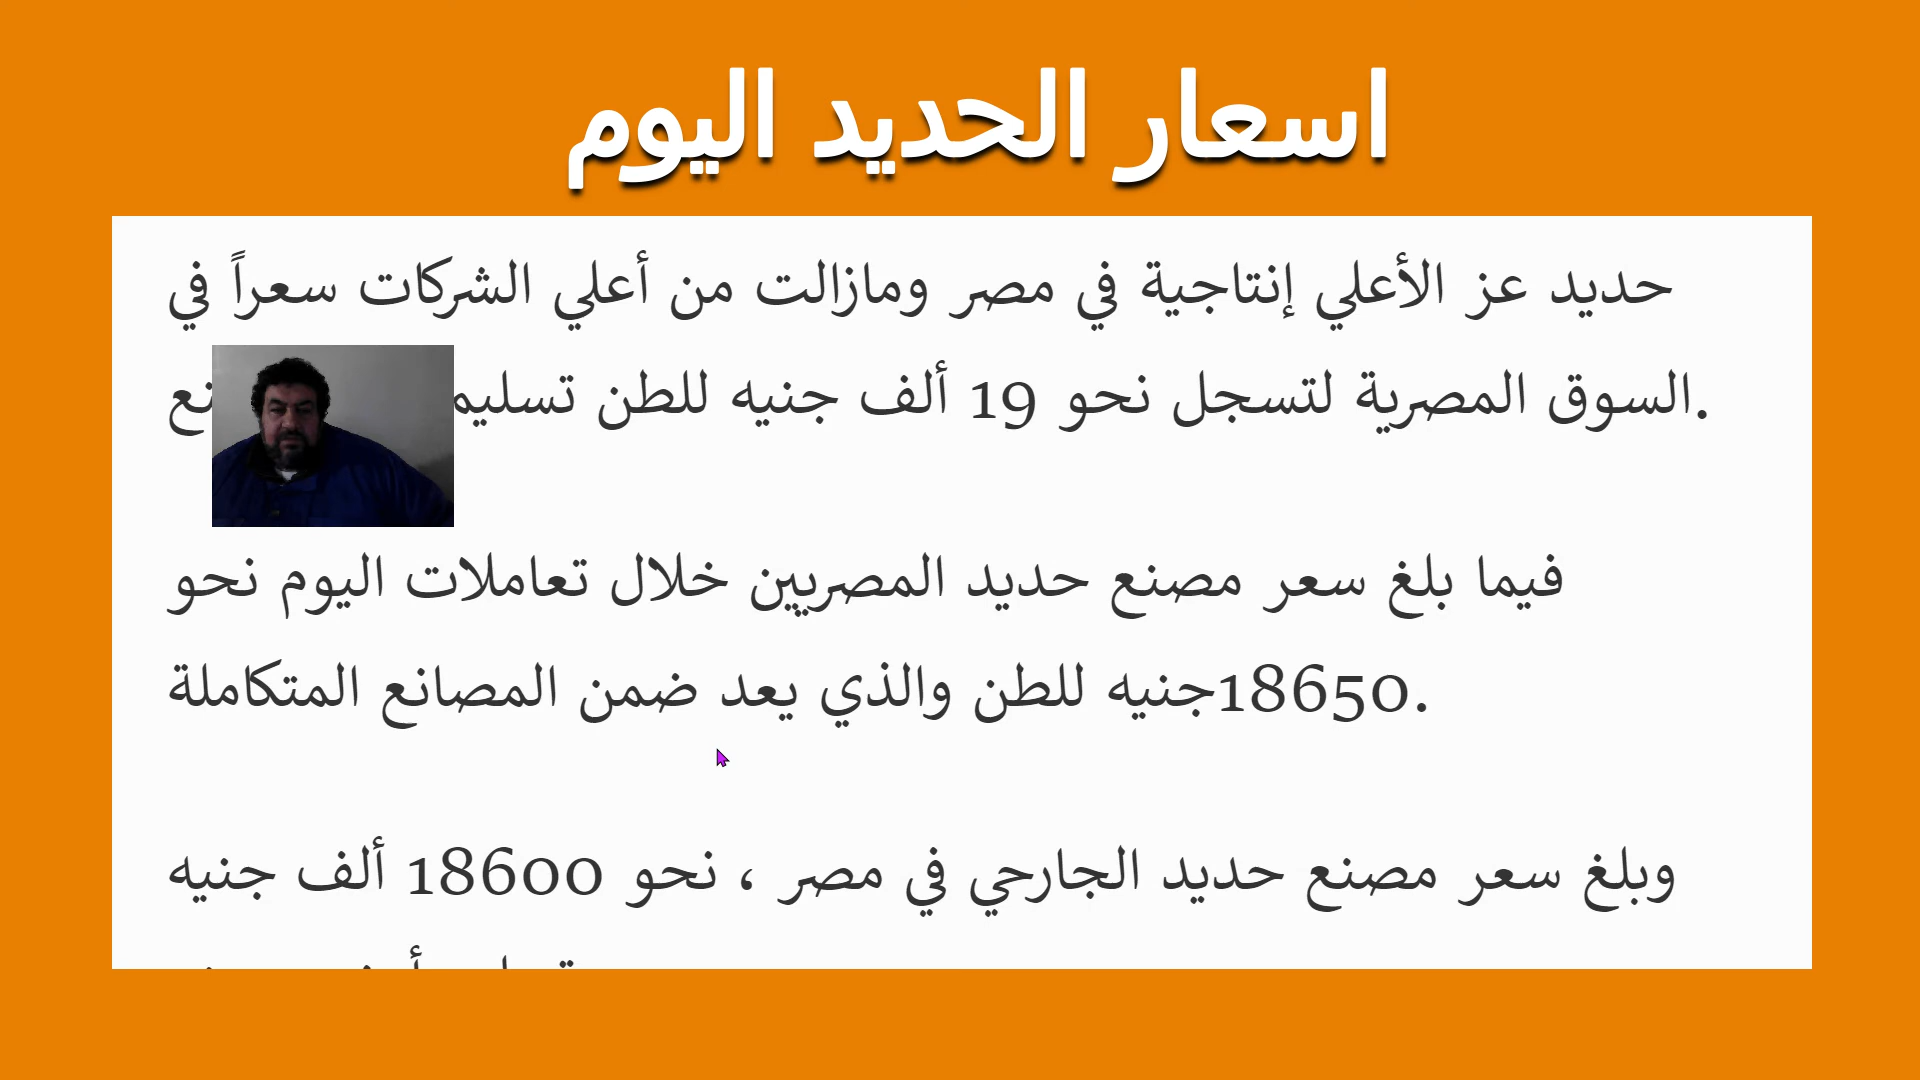 اسعار الحديد اليوم
حديد عز الأعلي إنتاجية في مصر ومازالت من أعلي الشركات سعراً في
السوق المصرية لتسجل نحو 19 ألف جنيه للطن تسليم
فيما بلغ سعر مصنع حديد المصريين خلال تعاملات اليوم نحو
18650جنيه للطن والذي يعد ضمن المصانع المتكاملة.
وبلغ سعر مصنع حديد الجارحي في مصر ، نحو 18600 ألف جنيه